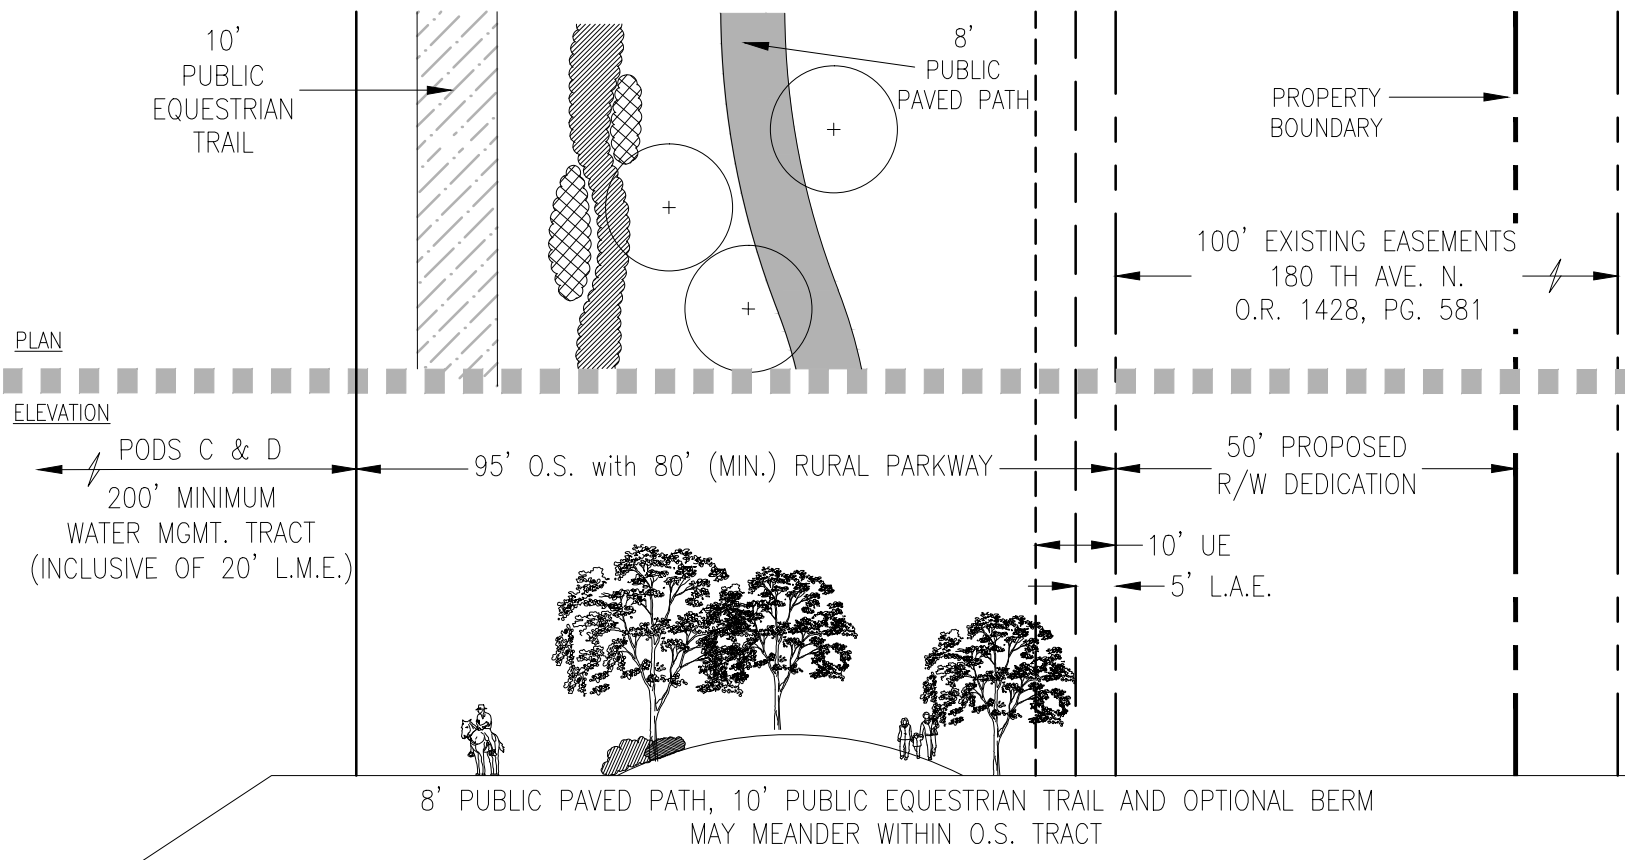 10'
PUBLIC
EQUESTRIAN
TRAIL
8'
PUBLIC
PAVED PATH
PROPERTY
BOUNDARY
100' EXISTING EASEMENTS
180 TH AVE. N.
O.R. 1428, PG. 581
PLAN
ELEVATION
PODS C & D
200' MINIMUM
WATER MGMT. TRACT
(INCLUSIVE OF 20' L.M.E.)
95' O.S. with 80' (MIN.) RURAL PARKWAY
50' PROPOSED
R/W DEDICATION
10' UE
5' L.A.E.
8' PUBLIC PAVED PATH, 10' PUBLIC EQUESTRIAN TRAIL AND OPTIONAL BERM
MAY MEANDER WITHIN O.S. TRACT